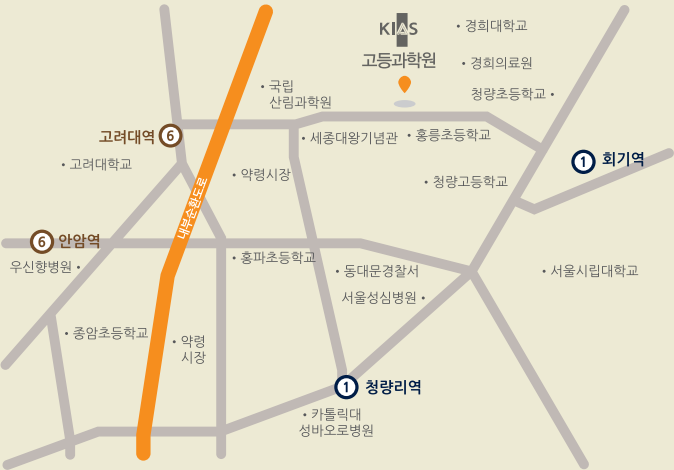 KIAS
고등과학원
경희대학교
경희의료원
청량초등학교
국립
산림과학원
세종대왕기념관
홍릉초등학교
고려대역 6
고려대학교
1 회기역
약령시장
청량고등학교
내부순환도로
6 안암역
우신향병원
홍파초등학교
동대문경찰서
서울시립대학교
서울성심병원
종암초등학교
약령
시장
1 청량리역
카톨릭대
성바오로병원